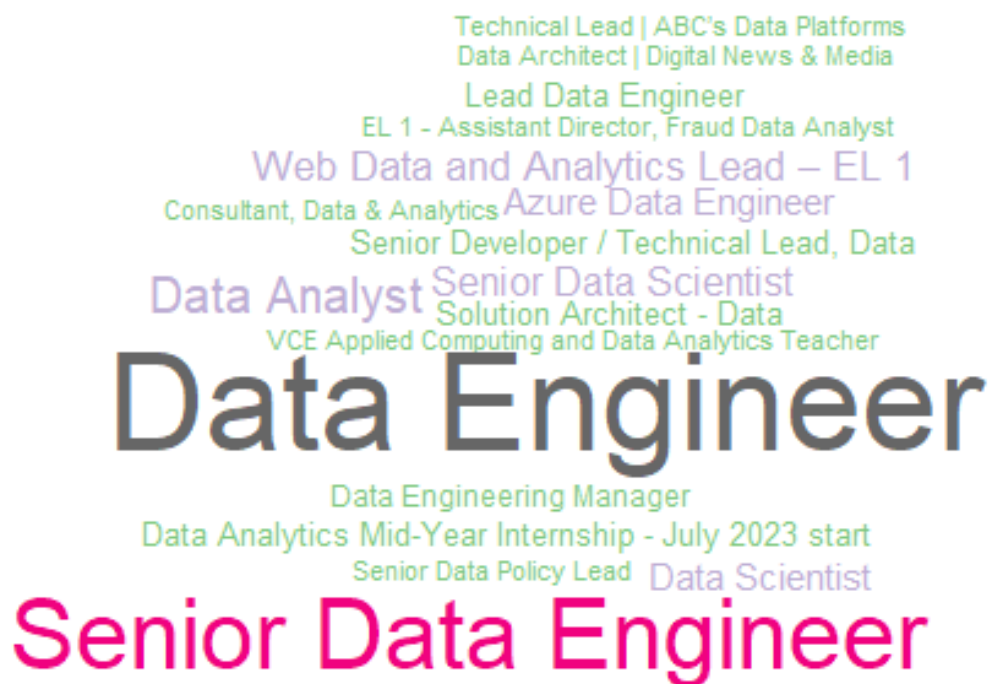 Technical Lead | ABC's Data Platforms
Data Architect | Digital News & Media
Lead Data Engineer
EL 1 - Assistant Director, Fraud Data Analyst
Web Data and Analytics Lead – EL 1
Consultant, Data & Analytics
Azure Data Engineer
Senior Developer / Technical Lead, Data
Data Analyst
Senior Data Scientist
Solution Architect - Data
VCE Applied Computing and Data Analytics Teacher
Data Engineer
Data Engineering Manager
Data Analytics Mid-Year Internship - July 2023 start
Senior Data Policy Lead
Data Scientist
Senior Data Engineer